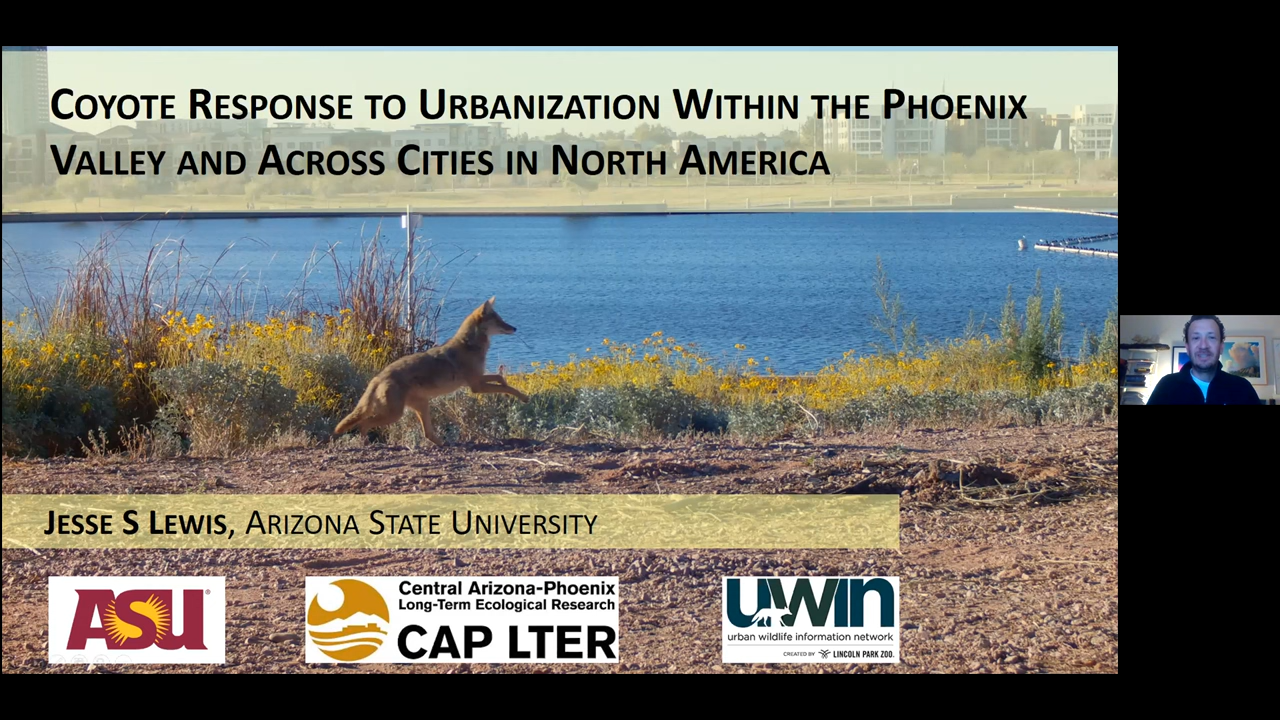 COYOTE RESPONSE TO URBANIZATION WITHIN THE PHOENIX
VALLEY AND ACROSS CITIES IN NORTH AMERICA
JESSE S LEWIS, ARIZONA STATE UNIVERSITY
ASU
Central Arizona-Phoenix
Long-Term Ecological Research
CAP LTER
UWIN
urban wildlife information network
CREATED BY LINCOLN PARK ZOO.